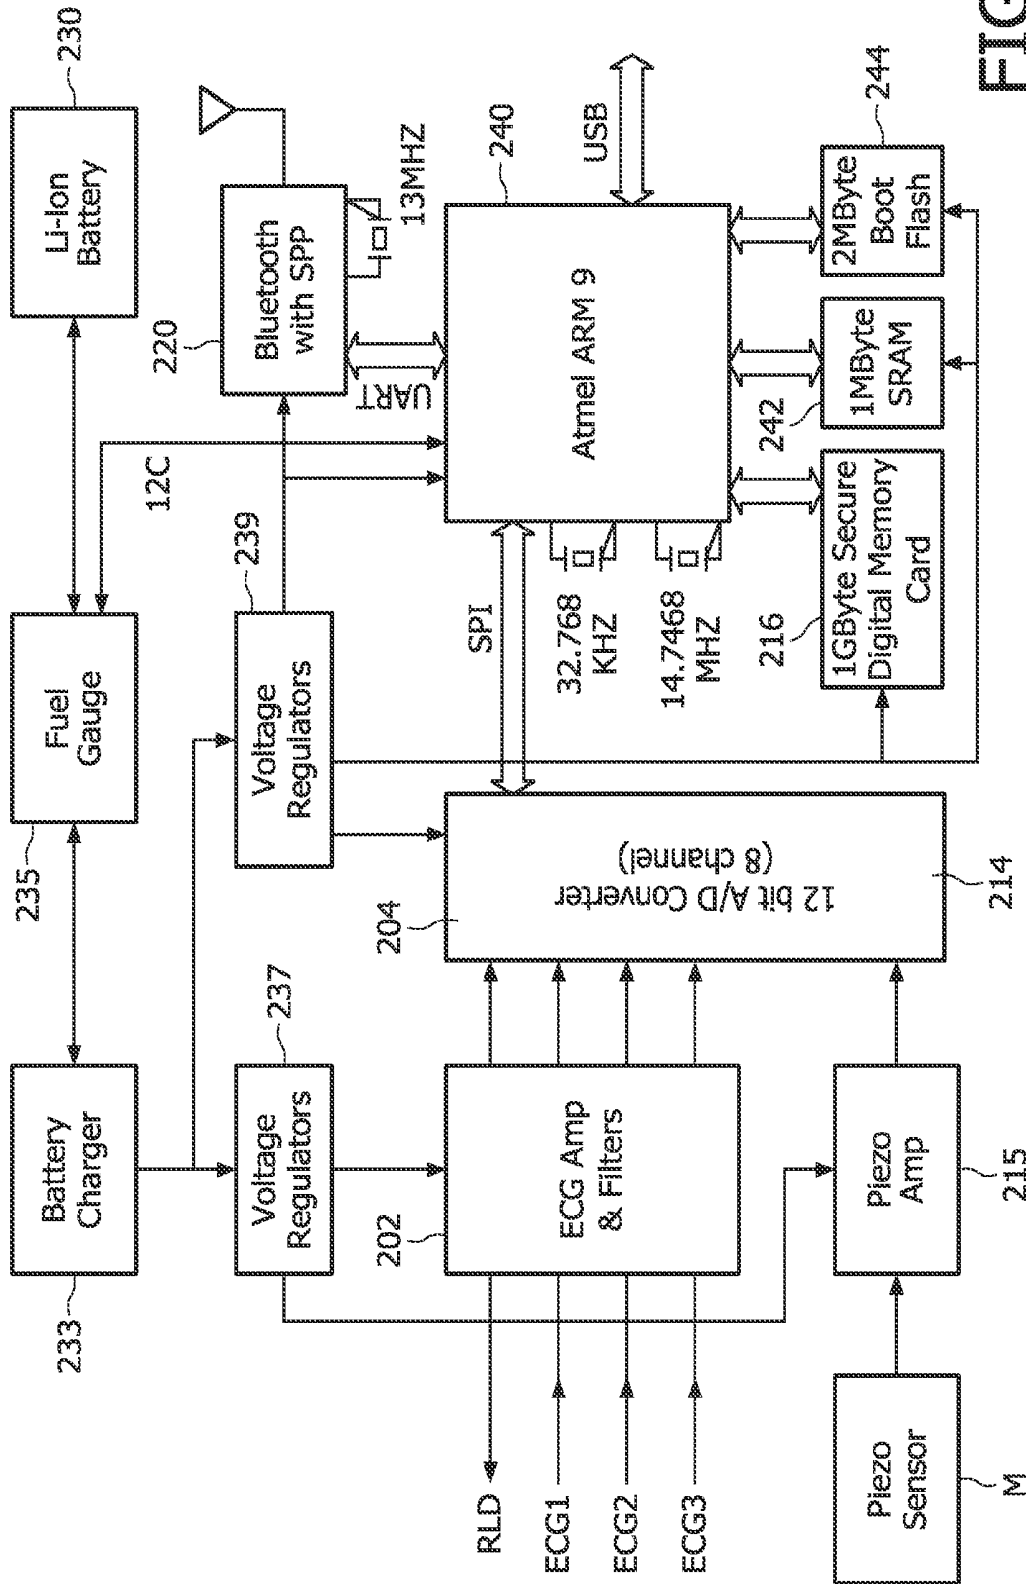 233
Battery
Charger
235
Fuel
Gauge
Li-Ion
Battery
230
12C
237
Voltage
Regulators
239
Voltage
Regulators
220
Bluetooth
with SPP
13MHZ
UART
RLD
ECG1
ECG2
ECG3
202
ECG Amp
& Filters
204
12 bit A/D Converter
(8 channel)
214
SPI
32.768
KHZ
14.7468
MHZ
Atmel ARM 9
240
USB
Piezo
Sensor
M
Piezo
Amp
215
216
1GByte Secure
Digital Memory
Card
242
1MByte
SRAM
2MByte
Boot
Flash
244
FIG